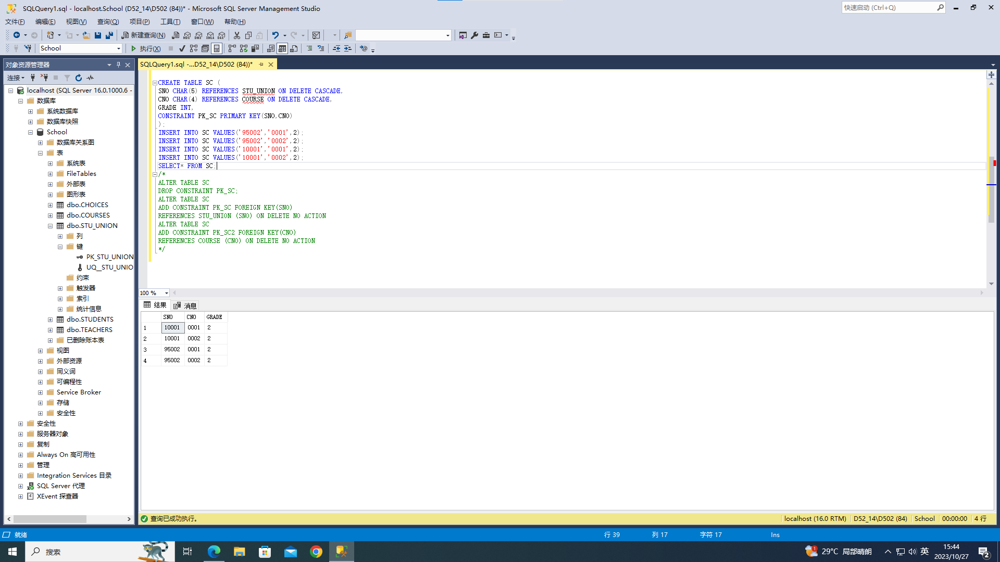 SQLQuery1.sql - localhost.School (D52_14\D502 (84))* - Microsoft SQL Server Management Studio
快速启动 (Ctrl+Q)
文件(F) 编辑(E) 视图(V) 查询(Q) 项目(P) 工具(T) 窗口(W) 帮助(H)
新建查询(N) MDX DMX XMLA DAX
School 执行(X)
对象资源管理器
连接
localhost (SQL Server 16.0.1000.6 -
数据库
系统数据库
数据库快照
School
数据库关系图
表
系统表
FileTables
外部表
图形表
dbo.CHOICES
dbo.COURSES
dbo.STU_UNION
列
键
PK_STU_UNION
UQ__STU_UNIO
约束
触发器
索引
统计信息
dbo.STUDENTS
dbo.TEACHERS
已删除账本表
视图
外部资源
同义词
可编程性
Service Broker
存储
安全性
安全性
服务器对象
复制
Always On 高可用性
管理
Integration Services 目录
SQL Server 代理
XEvent 探查器
SQLQuery1.sql -...D52_14\D502 (84))*
CREATE TABLE SC (
SNO CHAR(5) REFERENCES STU_UNION ON DELETE CASCADE,
CNO CHAR(4) REFERENCES COURSE ON DELETE CASCADE,
GRADE INT,
CONSTRAINT PK_SC PRIMARY KEY(SNO,CNO)
);
INSERT INTO SC VALUES('95002','0001',2);
INSERT INTO SC VALUES('95002','0002',2);
INSERT INTO SC VALUES('10001','0001',2);
INSERT INTO SC VALUES('10001','0002',2);
SELECT* FROM SC;
/*
ALTER TABLE SC
DROP CONSTRAINT PK_SC;
ALTER TABLE SC
ADD CONSTRAINT PK_SC FOREIGN KEY(SNO)
REFERENCES STU_UNION (SNO) ON DELETE NO ACTION
ALTER TABLE SC
ADD CONSTRAINT PK_SC2 FOREIGN KEY(CNO)
REFERENCES COURSE (CNO) ON DELETE NO ACTION
*/
100 %
结果 消息
SNO CNO GRADE
1 10001 0001 2
2 10001 0002 2
3 95002 0001 2
4 95002 0002 2
查询已成功执行。 localhost (16.0 RTM) D52_14\D502 (84) School 00:00:00 4 行
就绪 行 39 列 17 字符 17 Ins
搜索 1 29°C 局部晴朗 英 15:44
2023/10/27 2